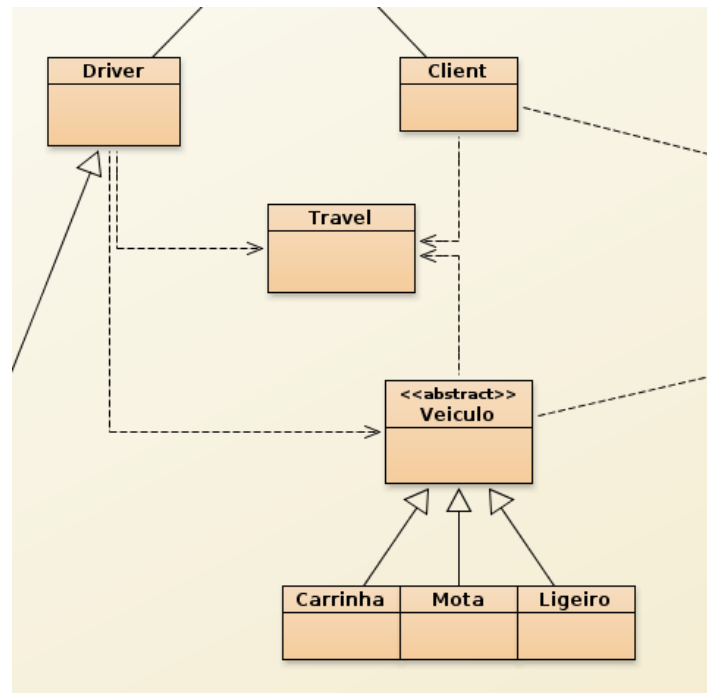 Driver
Client
Travel
<<abstract>>
Veiculo
Carrinha
Mota
Ligeiro